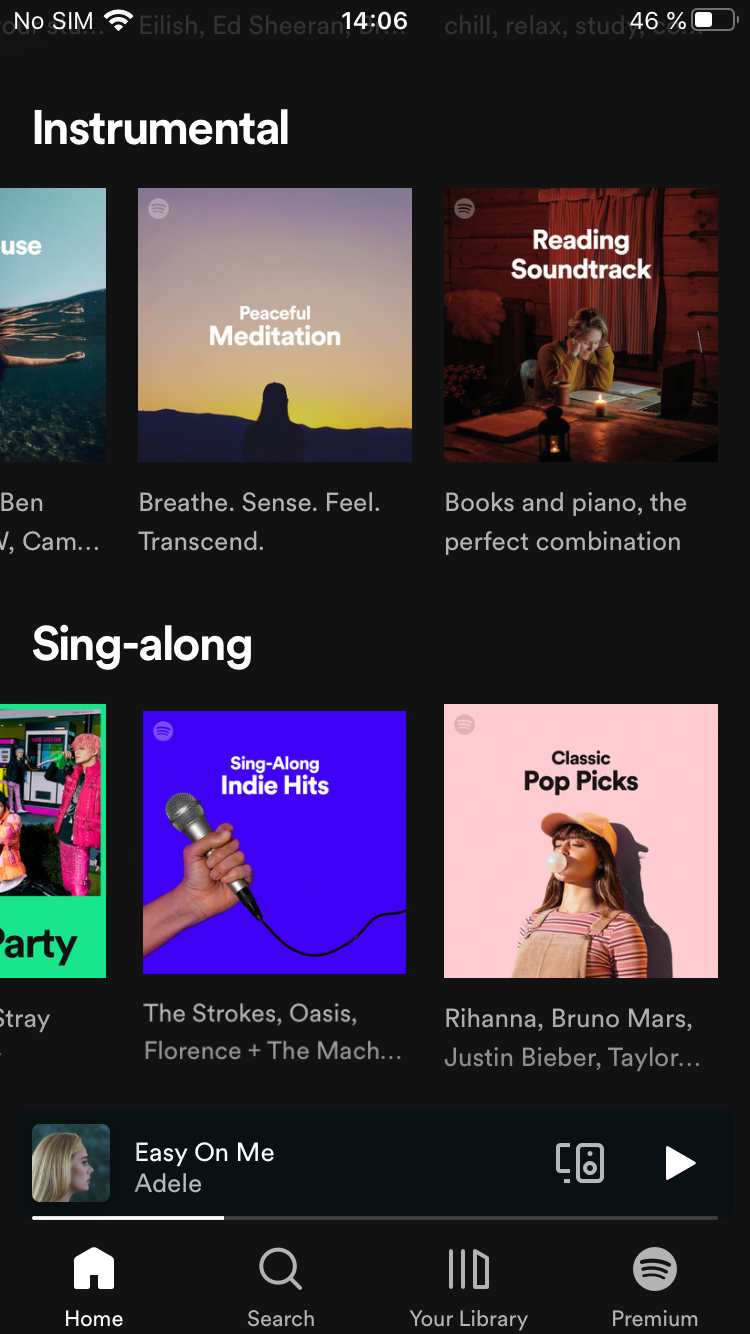 No SIM 14:06 46 %
Eilish, Ed Sheeran, chill, relax, study,
Instrumental
use
Peaceful
Meditation
Reading
Soundtrack
Ben
Breathe. Sense. Feel.
Transcend.
Books and piano, the
perfect combination
Cam...
Sing-along
Party
Sing-Along
Indie Hits
Classic
Pop Picks
Stray
The Strokes, Oasis,
Florence + The Mach...
Rihanna, Bruno Mars,
Justin Bieber, Taylor...
Easy On Me
Adele
Home Search Your Library Premium